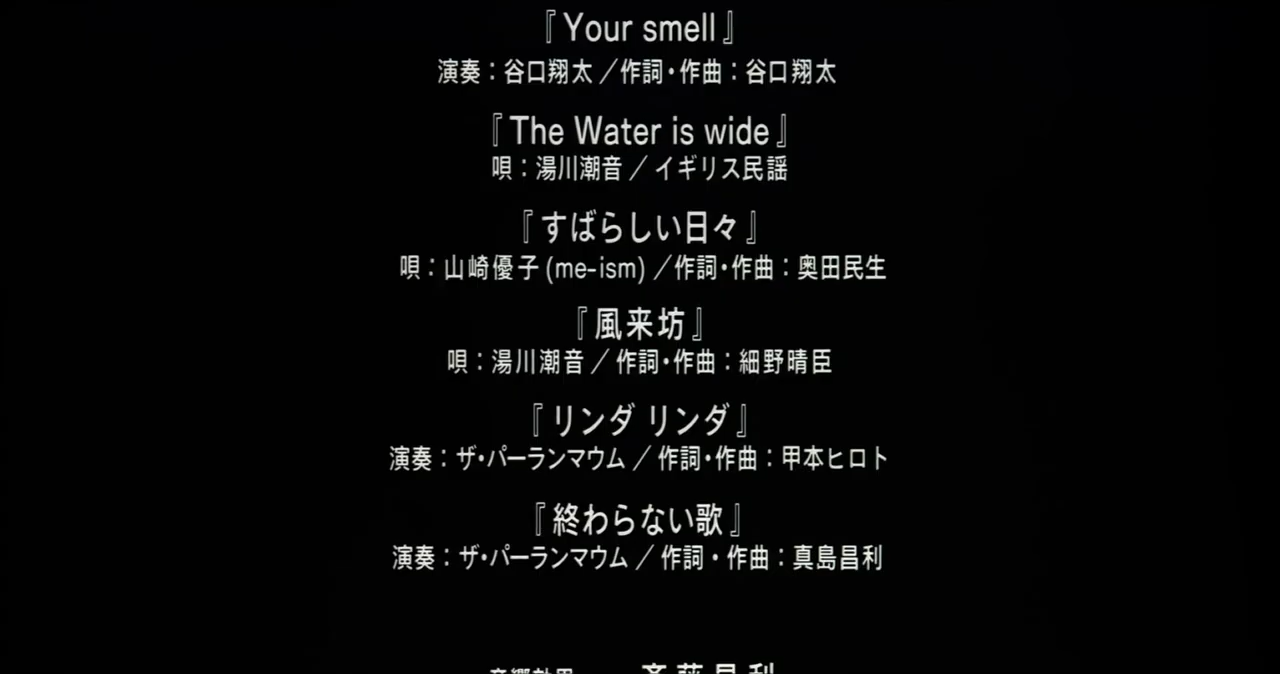 『Your smell』
演奏：谷口翔太／作詞・作曲：谷口翔太
『The Water is wide』
唄：湯川潮音／イギリス民謡
『すばらしい日々』
唄：山崎優子(me-ism)／作詞・作曲：奥田民生
『風来坊』
唄：湯川潮音／作詞・作曲：細野晴臣
『リンダ リンダ』
演奏：ザ・パーランマウム／作詞・作曲：甲本ヒロト
『終わらない歌』
演奏：ザ・パーランマウム／作詞・作曲：真島昌利